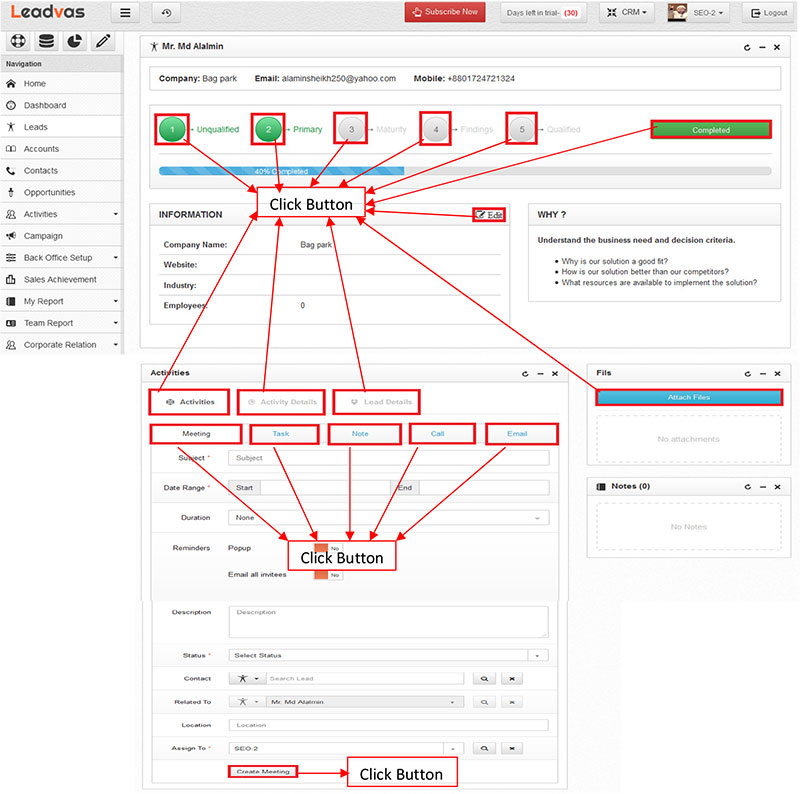 Leadvas
Subscribe Now
Days left in trial- (30)
CRM
SEO-2
Logout
Navigation
Home
Dashboard
Leads
Accounts
Contacts
Opportunities
Activities
Campaign
Back Office Setup
Sales Achievement
My Report
Team Report
Corporate Relation
Mr. Md Alalmin
Company: Bag park Email: alaminsheikh250@yahoo.com Mobile: +8801724721324
1 Unqualified 2 Primary 3 Maturity 4 Findings 5 Qualified Completed
40% Completed
Click Button
INFORMATION Edit
Company Name: Bag park
Website:
Industry:
Employees: 0
WHY ?
Understand the business need and decision criteria.
Why is our solution a good fit?
How is our solution better than our competitors?
What resources are available to implement the solution?
Activities
Activities Activity Details Lead Details
Meeting Task Note Call Email
Subject * Subject
Date Range * Start End
Duration None
Reminders Popup No
Click Button
Email all invitees No
Description Description
Status * Select Status
Contact Search Lead
Related To Mr. Md Alalmin
Location Location
Assign To * SEO-2
Create Meeting Click Button
Fils
Attach Files
No attachments
Notes (0)
No Notes